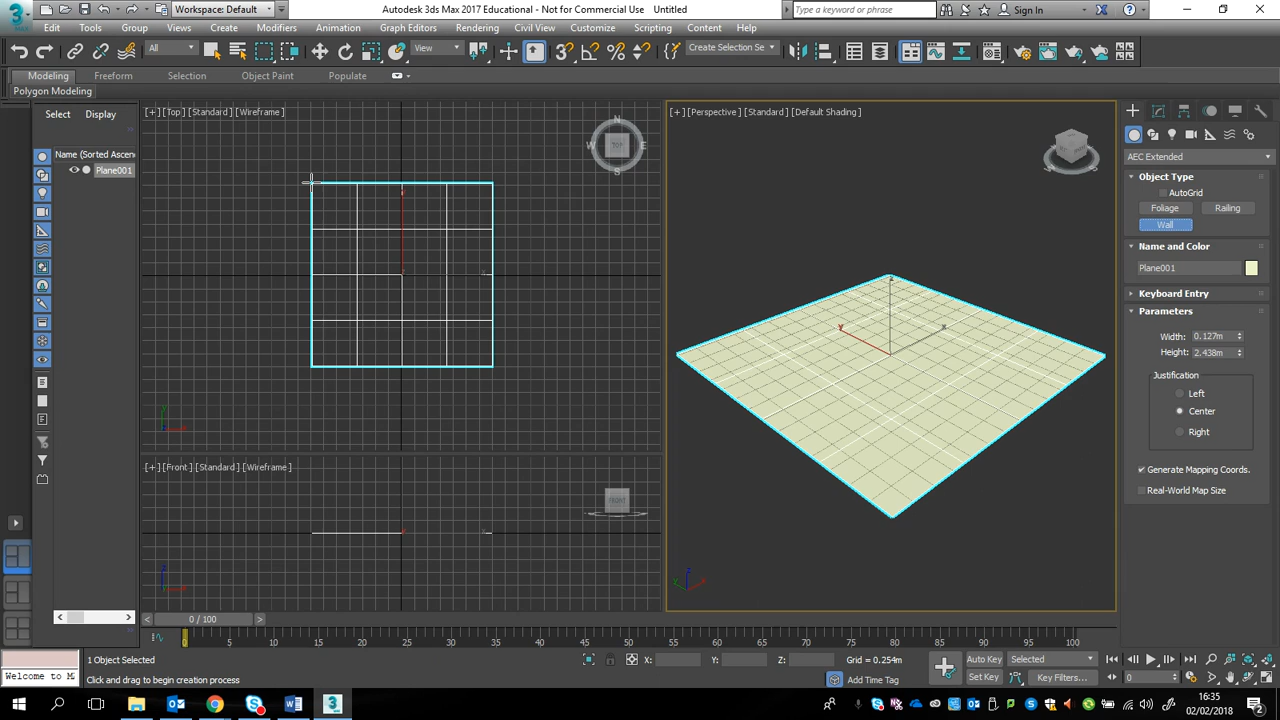 Workspace: Default
Autodesk 3ds Max 2017 Educational - Not for Commercial Use    Untitled
Type a keyword or phrase
Sign In
MAX
Edit Tools Group Views Create Modifiers Animation Graph Editors Rendering Civil View Customize Scripting Content Help
All
View
Create Selection Se
Modeling Freeform Selection Object Paint Populate
Polygon Modeling
Select Display
Name (Sorted Ascen
Plane001
[+] [Top] [Standard] [Wireframe]
N
W TOP E
S
[+] [Perspective] [Standard] [Default Shading]
[+] [Front] [Standard] [Wireframe]
FRONT
AEC Extended
Object Type
AutoGrid
Foliage Railing
Wall
Name and Color
Plane001
Keyboard Entry
Parameters
Width: 0.127m
Height: 2.438m
Justification
Left
Center
Right
Generate Mapping Coords.
Real-World Map Size
0 / 100
0 5 10 15 20 25 30 35 40 45 50 55 60 65 70 75 80 85 90 95 100
1 Object Selected
X: Y: Z:
Grid = 0.254m
Auto Key Selected
Welcome to M
Click and drag to begin creation process
Add Time Tag
Set Key Key Filters...
0
16:35
02/02/2018